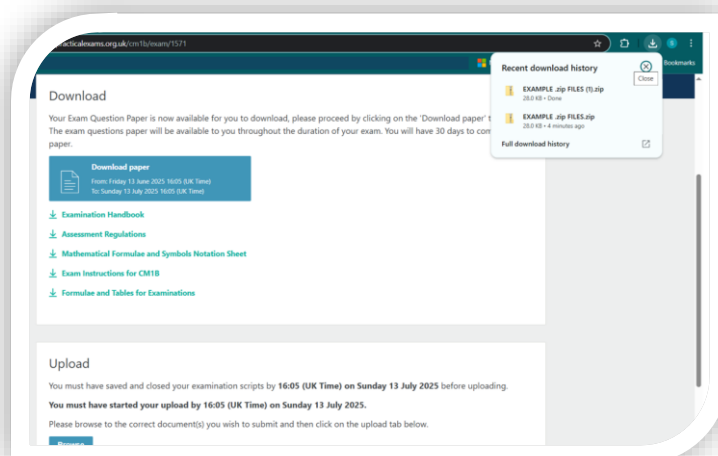 racticalexams.org.uk/cm1b/exam/1571
Bookmarks
Recent download history
Close
EXAMPLE .zip FILES (1).zip
28.0 KB • Done
EXAMPLE .zip FILES.zip
28.0 KB • 4 minutes ago
Full download history
Download
Your Exam Question Paper is now available for you to download, please proceed by clicking on the 'Download paper'
The exam questions paper will be available to you throughout the duration of your exam. You will have 30 days to
paper.
Download paper
From: Friday 13 June 2025 16:05 (UK Time)
To: Sunday 13 July 2025 16:05 (UK Time)
Examination Handbook
Assessment Regulations
Mathematical Formulae and Symbols Notation Sheet
Exam Instructions for CM1B
Formulae and Tables for Examinations
Upload
You must have saved and closed your examination scripts by 16:05 (UK Time) on Sunday 13 July 2025 before uploading.
You must have started your upload by 16:05 (UK Time) on Sunday 13 July 2025.
Please browse to the correct document(s) you wish to submit and then click on the upload tab below.
Browse